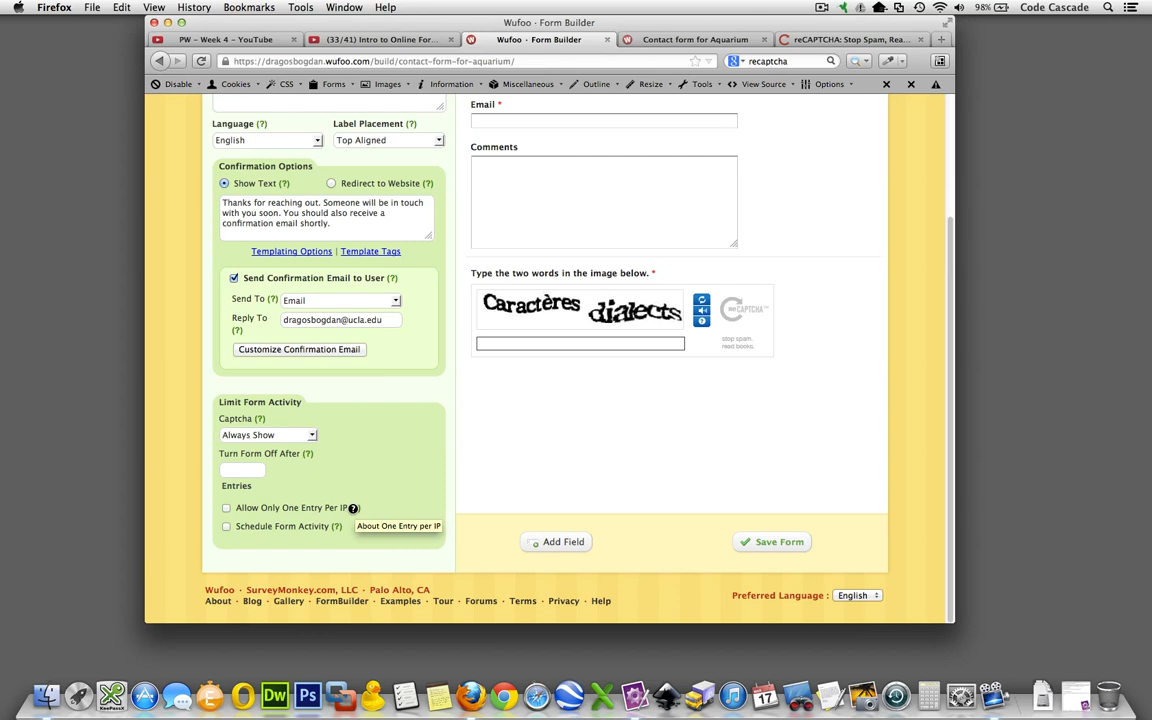 Firefox File Edit View History Bookmarks Tools Window Help 98% Code Cascade
Wufoo · Form Builder
PW - Week 4 - YouTube (33/41) Intro to Online For... Wufoo · Form Builder Contact form for Aquarium reCAPTCHA: Stop Spam, Rea...
https://dragosbogdan.wufoo.com/build/contact-form-for-aquarium/ recaptcha
Disable Cookies CSS Forms Images Information Miscellaneous Outline Resize Tools View Source Options
Language (?) Label Placement (?)
English Top Aligned
Confirmation Options
Show Text (?) Redirect to Website (?)
Thanks for reaching out. Someone will be in touch
with you soon. You should also receive a
confirmation email shortly.
Templating Options | Template Tags
Send Confirmation Email to User (?)
Send To (?) Email
Reply To dragosbogdan@ucla.edu
(?)
Customize Confirmation Email
Limit Form Activity
Captcha (?)
Always Show
Turn Form Off After (?)
Entries
Allow Only One Entry Per IP ?
Schedule Form Activity (?)
About One Entry per IP
Email *
Comments
Type the two words in the image below. *
Caractères dialects
reCAPTCHA™
stop spam.
read books.
Add Field Save Form
Wufoo · SurveyMonkey.com, LLC · Palo Alto, CA
About · Blog · Gallery · FormBuilder · Examples · Tour · Forums · Terms · Privacy · Help
Preferred Language : English
Dw Ps 17